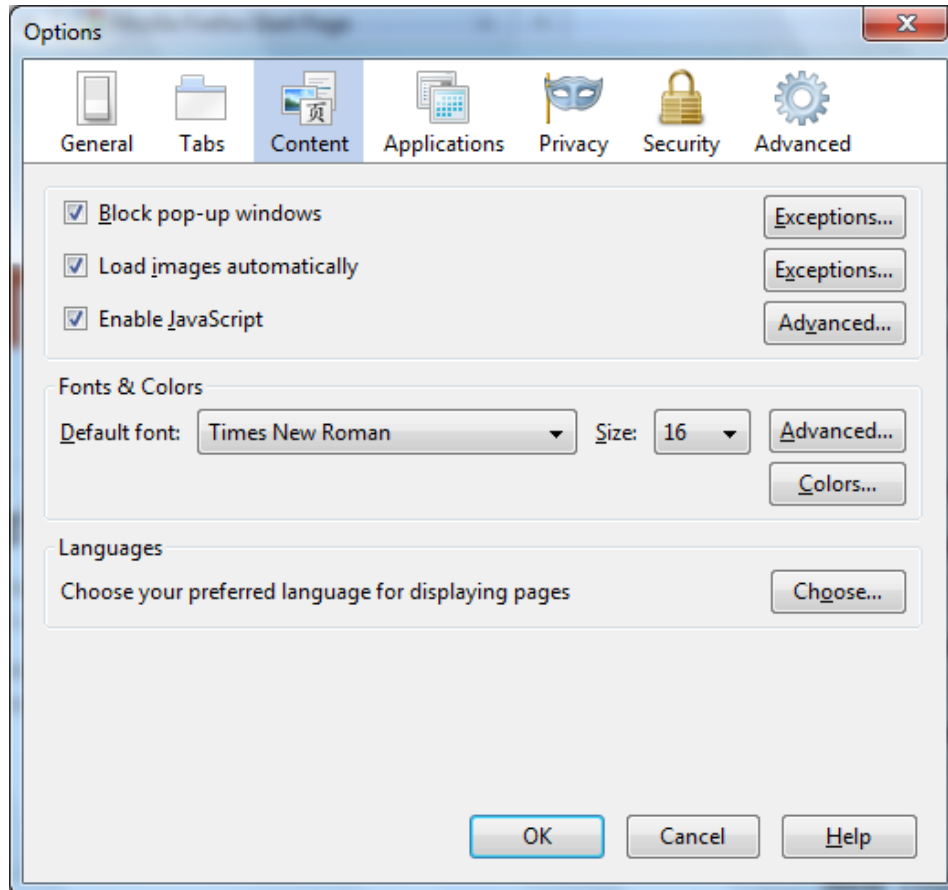 Options
General Tabs Content Applications Privacy Security Advanced
页
Block pop-up windows Exceptions...
Load images automatically Exceptions...
Enable JavaScript Advanced...
Fonts & Colors
Default font: Times New Roman Size: 16 Advanced...
Colors...
Languages
Choose your preferred language for displaying pages Choose...
OK Cancel Help